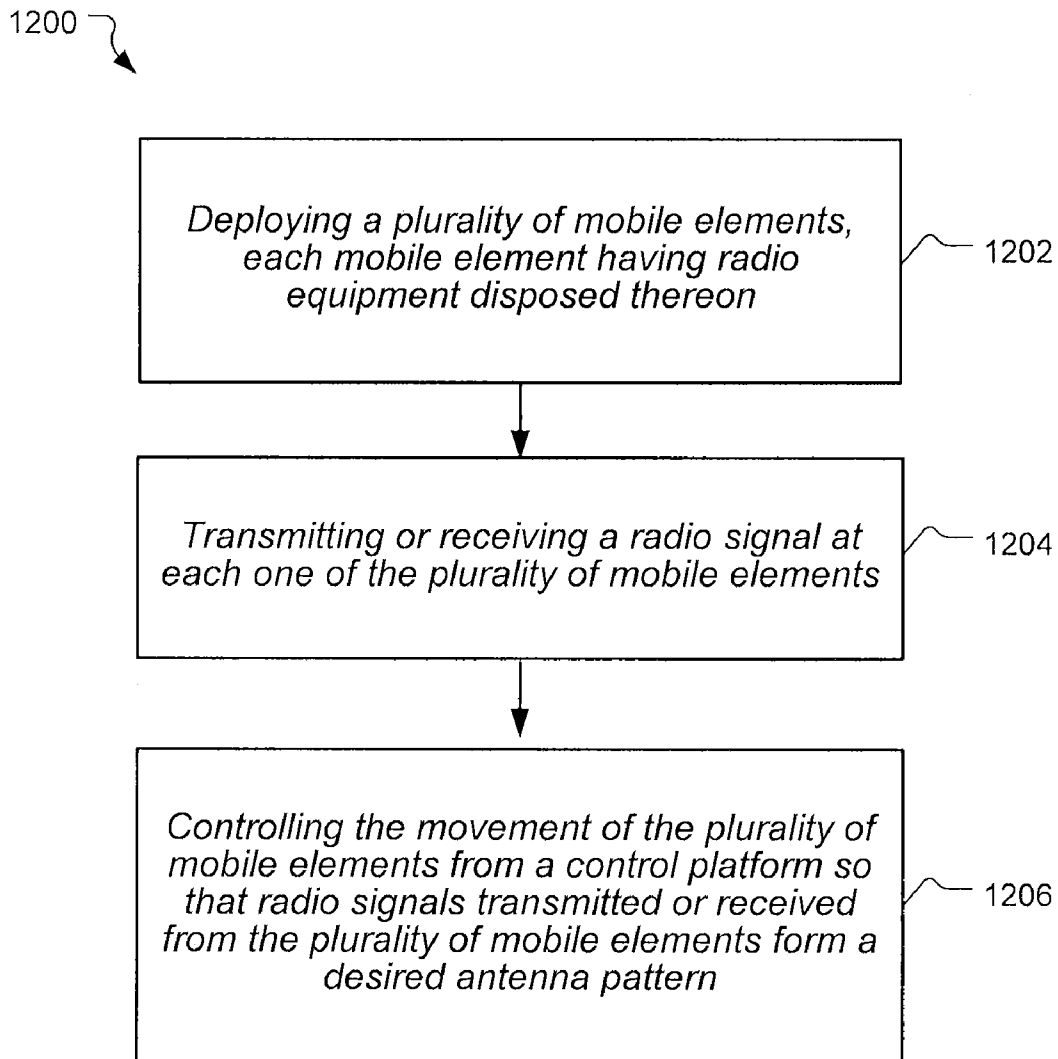 1200
Deploying a plurality of mobile elements,
each mobile element having radio
equipment disposed thereon
1202
Transmitting or receiving a radio signal at
each one of the plurality of mobile elements
1204
Controlling the movement of the plurality of
mobile elements from a control platform so
that radio signals transmitted or received
from the plurality of mobile elements form a
desired antenna pattern
1206